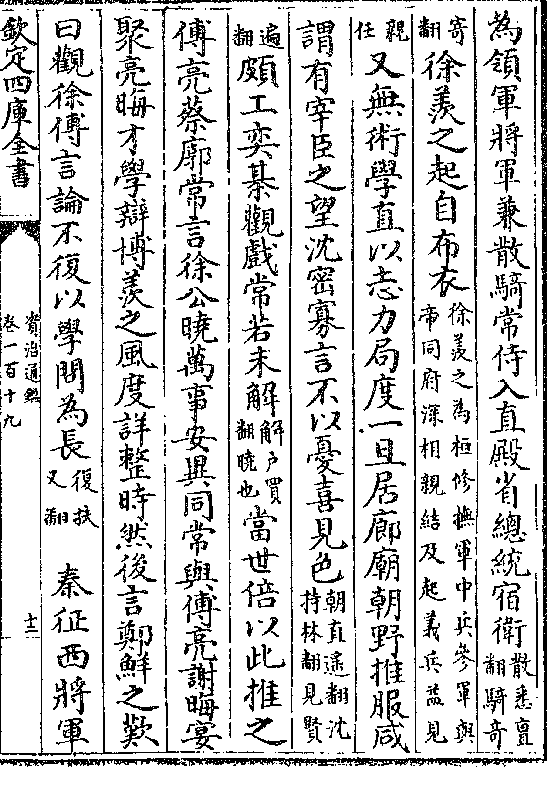 為領軍將軍兼散騎常侍入直殿省總統宿衛散悉亶翻騎奇
寄翻徐羡之起自布衣徐羡之為桓修撫軍中兵參軍與帝同府深相親結及起義兵益見
親任又無術學直以志力局度一旦居廊廟朝野推服咸
謂有宰臣之望沈密寡言不以憂喜見色朝直遥翻沈持林翻見賢
遍翻頗工奕棊觀戲常若未解解户買翻曉也當世倍以此推之
傅亮蔡廓常言徐公曉萬事安異同常與傅亮謝晦宴
聚亮晦才學辯博羡之風度詳整時然後言鄭鮮之歎
曰觀徐傅言論不復以學問為長復扶又翻 秦征西將軍
欽定四庫全書
資治通鑑
卷一百十九
十二